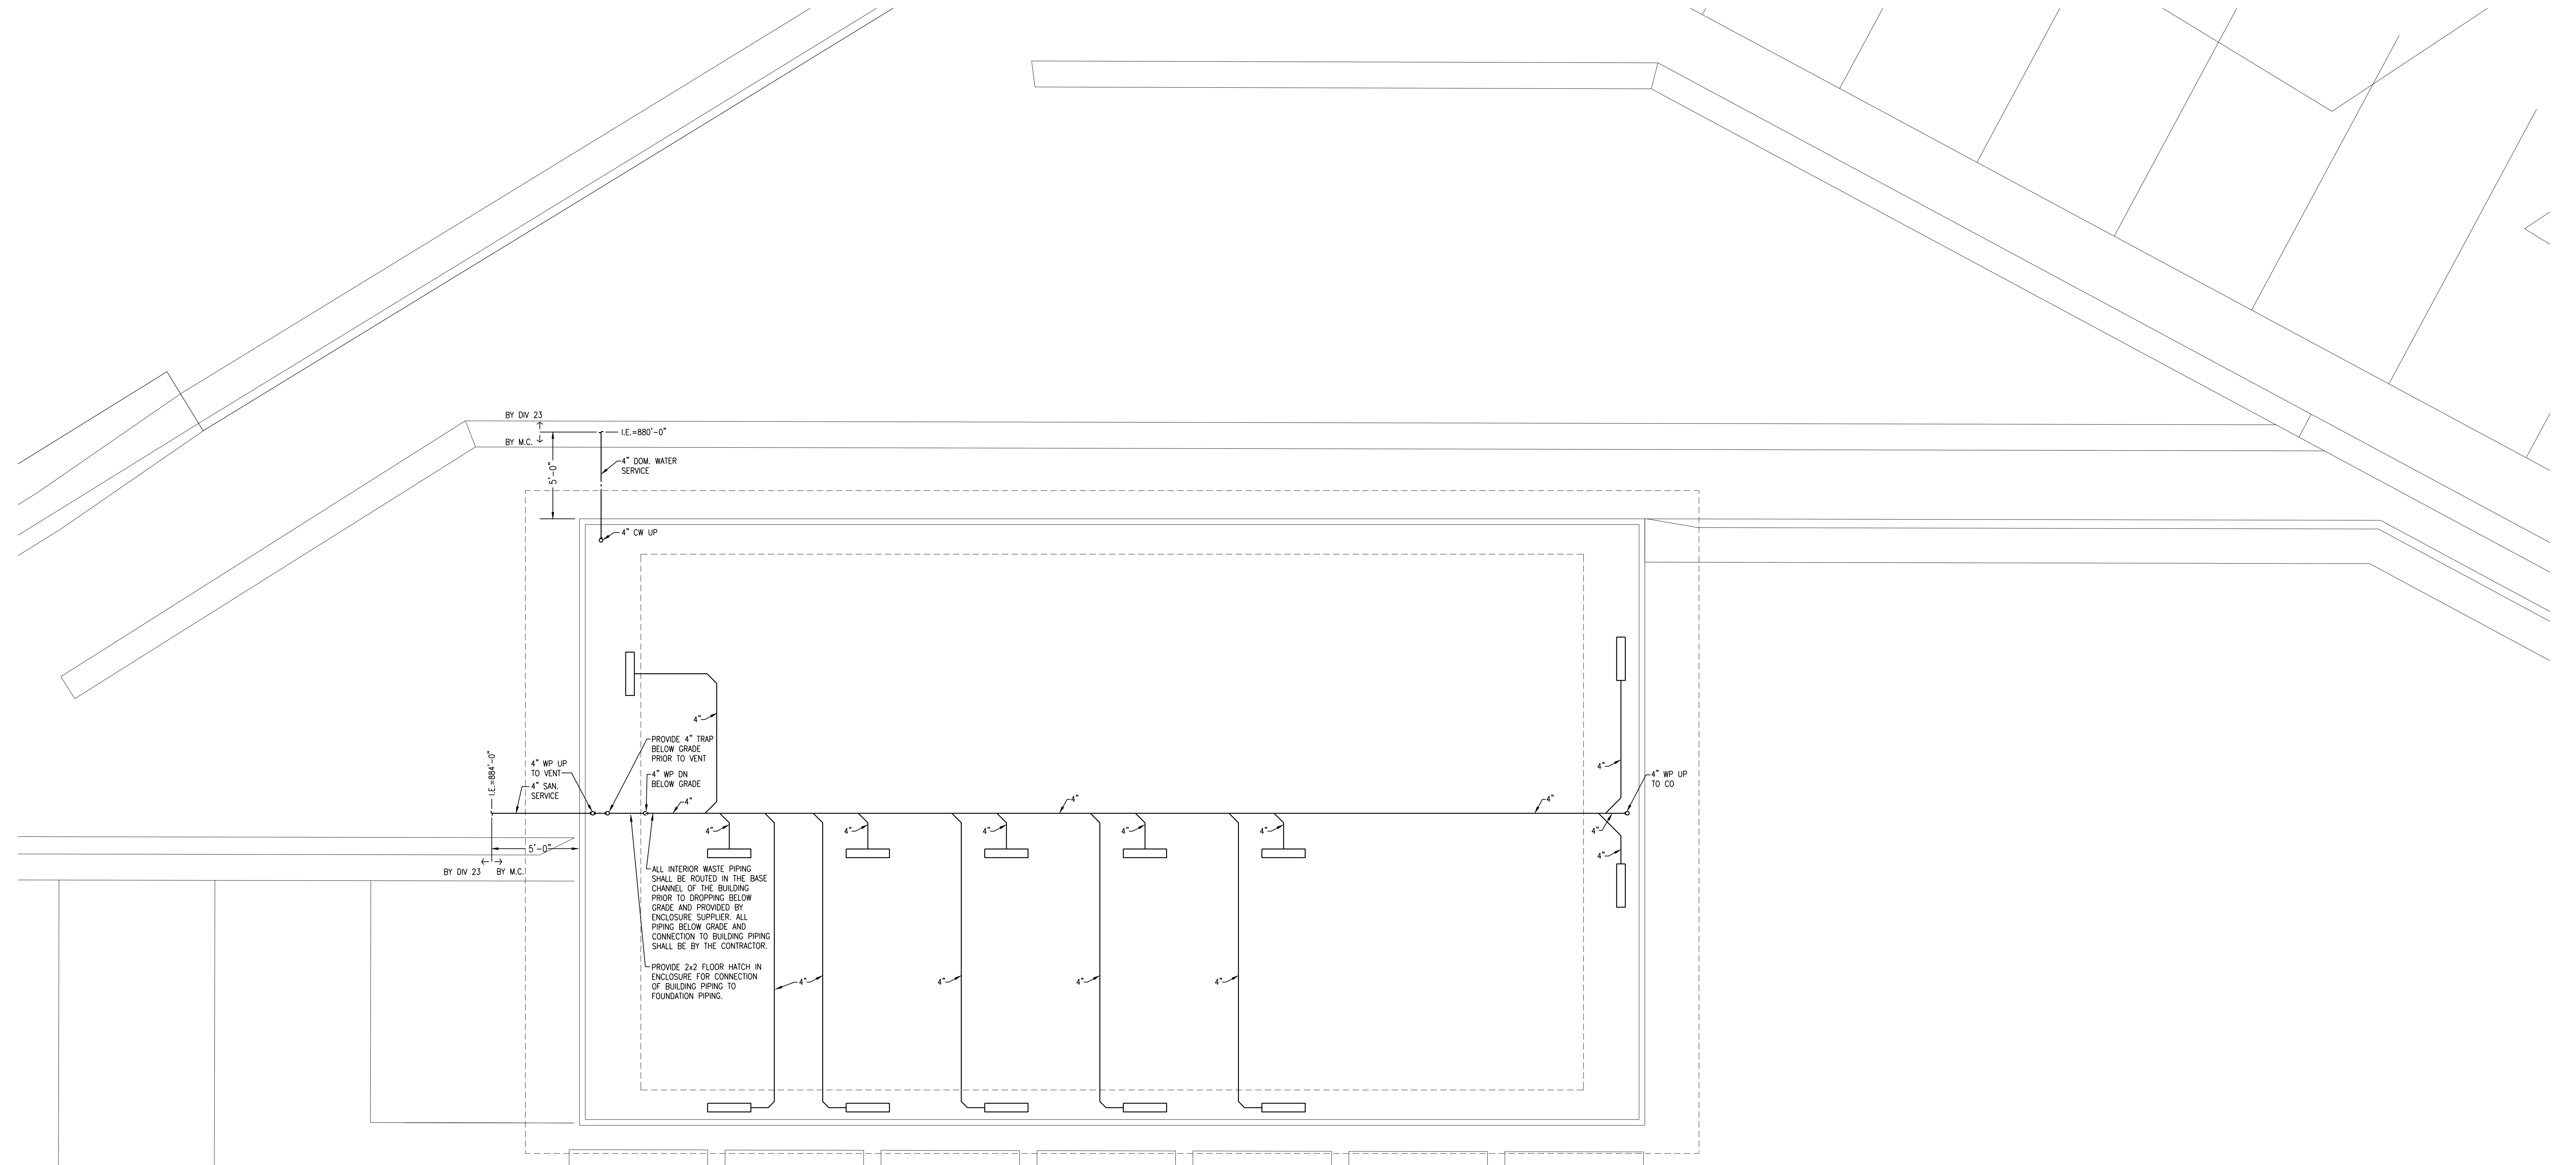 BY DIV 23
I.E.=880'-0"
BY M.C.
5'-0"
4" DOM. WATER
SERVICE
4" CW UP
4"
PROVIDE 4" TRAP
BELOW GRADE
PRIOR TO VENT
I.E.=884'-0"
4" WP UP
TO VENT
4" SAN.
SERVICE
4" WP DN
BELOW GRADE
4"
4"
4"
4"
4" WP UP
TO CO
4"
4"
4"
4"
4"
4"
4"
5'-0"
BY DIV 23
BY M.C.
ALL INTERIOR WASTE PIPING
SHALL BE ROUTED IN THE BASE
CHANNEL OF THE BUILDING
PRIOR TO DROPPING BELOW
GRADE AND PROVIDED BY
ENCLOSURE SUPPLIER. ALL
PIPING BELOW GRADE AND
CONNECTION TO BUILDING PIPING
SHALL BE BY THE CONTRACTOR.
PROVIDE 2x2 FLOOR HATCH IN
ENCLOSURE FOR CONNECTION
OF BUILDING PIPING TO
FOUNDATION PIPING.
4"
4"
4"
4"